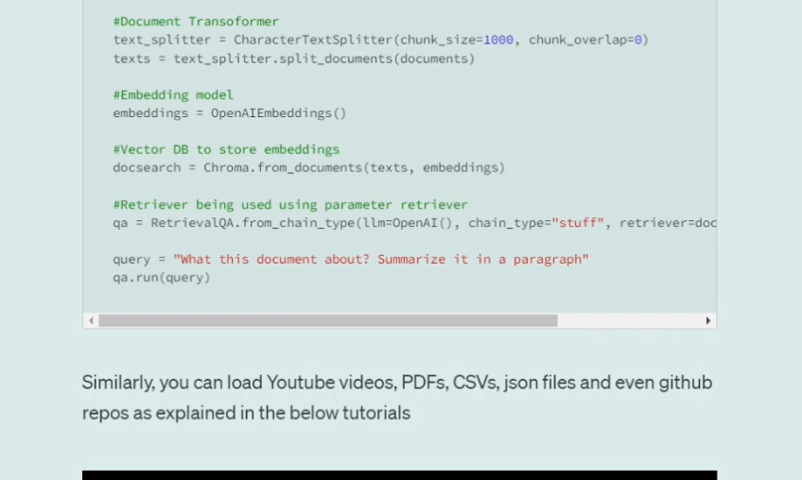 #Document Transoformer
text_splitter = CharacterTextSplitter(chunk_size=1000, chunk_overlap=0)
texts = text_splitter.split_documents(documents)
#Embedding model
embeddings = OpenAIEmbeddings()
#Vector DB to store embeddings
docsearch = Chroma.from_documents(texts, embeddings)
#Retriever being used using parameter retriever
qa = RetrievalQA.from_chain_type(llm=OpenAI(), chain_type="stuff", retriever=doc
query = "What this document about? Summarize it in a paragraph"
qa.run(query)
Similarly, you can load Youtube videos, PDFs, CSVs, json files and even github
repos as explained in the below tutorials